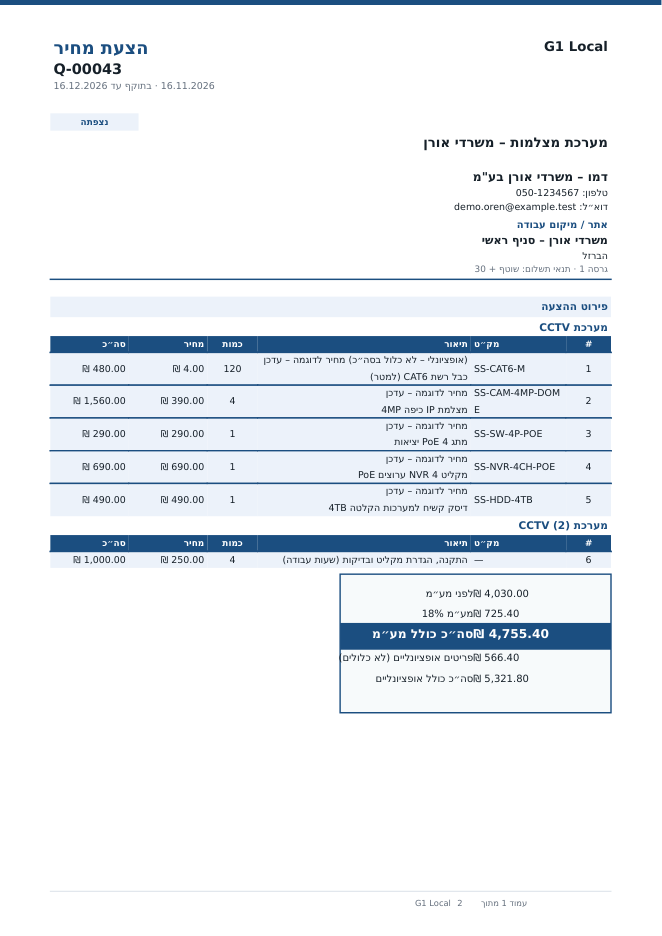 G1 Local
הצעת מחיר
Q-00043
16.11.2026 · בתוקף עד 16.12.2026
נצפתה
מערכת מצלמות – משרדי אורן
דמו – משרדי אורן בע"מ
טלפון: 050-1234567
דוא״ל: demo.oren@example.test
אתר / מיקום עבודה
משרדי אורן – סניף ראשי
הברזל
גרסה 1 · תנאי תשלום: שוטף + 30
פירוט ההצעה
מערכת CCTV
# מק״ט תיאור כמות מחיר סה״כ
1 SS-CAT6-M (אופציונלי – לא כלול בסה״כ) מחיר לדוגמה – עדכן 120 ₪ 4.00 ₪ 480.00
כבל רשת CAT6 (למטר)
2 SS-CAM-4MP-DOM מחיר לדוגמה – עדכן 4 ₪ 390.00 ₪ 1,560.00
E מצלמת IP כיפה 4MP
3 SS-SW-4P-POE מחיר לדוגמה – עדכן 1 ₪ 290.00 ₪ 290.00
מתג PoE 4 יציאות
4 SS-NVR-4CH-POE מחיר לדוגמה – עדכן 1 ₪ 690.00 ₪ 690.00
מקליט NVR 4 ערוצים PoE
5 SS-HDD-4TB מחיר לדוגמה – עדכן 1 ₪ 490.00 ₪ 490.00
דיסק קשיח למערכות הקלטה 4TB
מערכת CCTV (2)
# מק״ט תיאור כמות מחיר סה״כ
6 — התקנה, הגדרת מקליט ובדיקות (שעות עבודה) 4 ₪ 250.00 ₪ 1,000.00
לפני מע״מ ₪ 4,030.00
מע״מ 18% ₪ 725.40
סה״כ כולל מע״מ ₪ 4,755.40
פריטים אופציונליים (לא כלולים) ₪ 566.40
סה״כ כולל אופציונליים ₪ 5,321.80
עמוד 1 מתוך 2 G1 Local